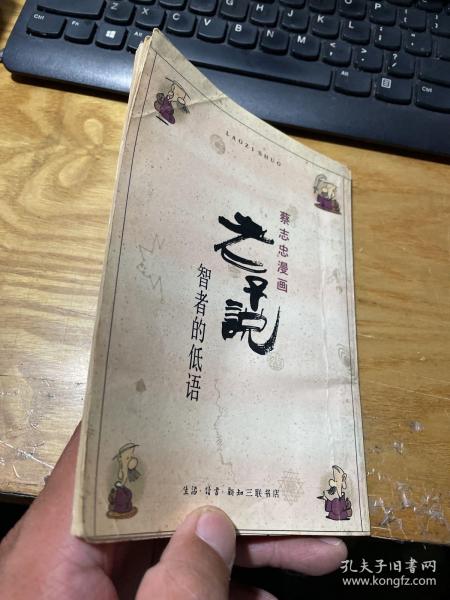 LAOZI SHUO
蔡志忠漫画
老子説
智者的低语
生活·读书·新知三联书店
孔夫子旧书网
www.kongfz.com